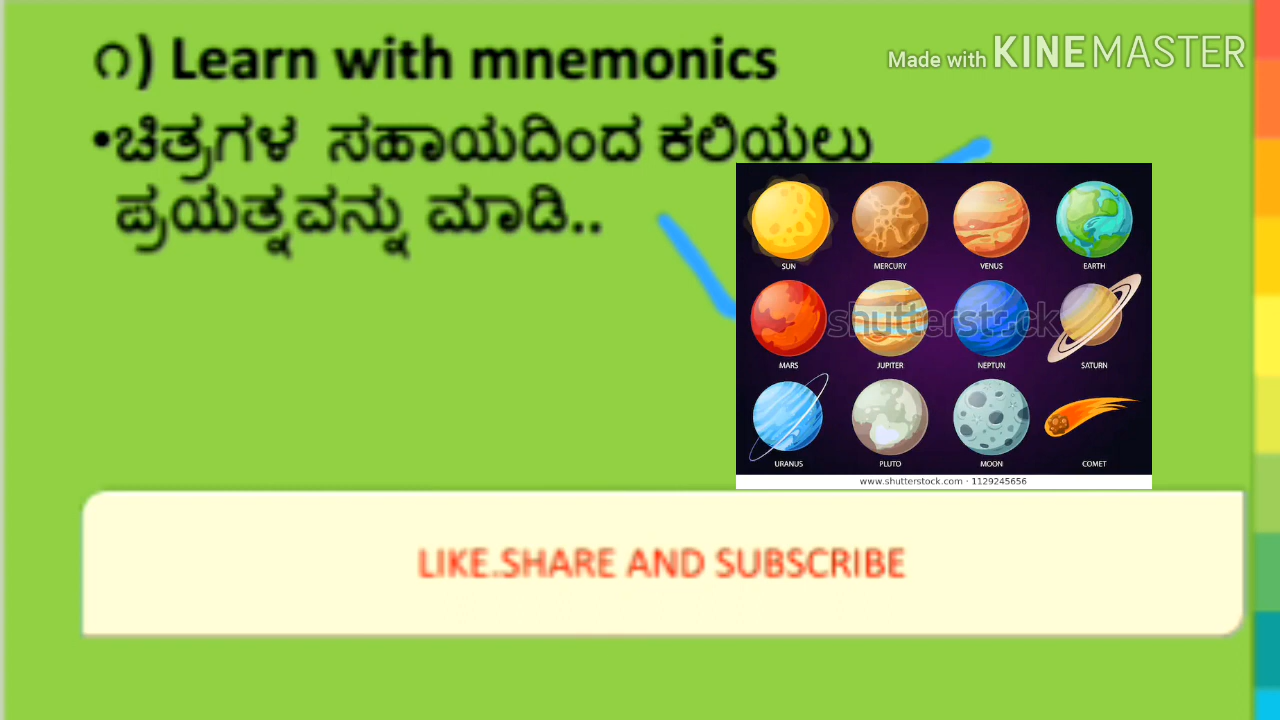 ೧) Learn with mnemonics
Made with KINEMASTER
•ಚಿತ್ರಗಳ ಸಹಾಯದಿಂದ ಕಲಿಯಲು
ಪ್ರಯತ್ನವನ್ನು ಮಾಡಿ..
SUN MERCURY VENUS EARTH
shutterstock
MARS JUPITER NEPTUN SATURN
URANUS PLUTO MOON COMET
www.shutterstock.com · 1129245656
LIKE.SHARE AND SUBSCRIBE